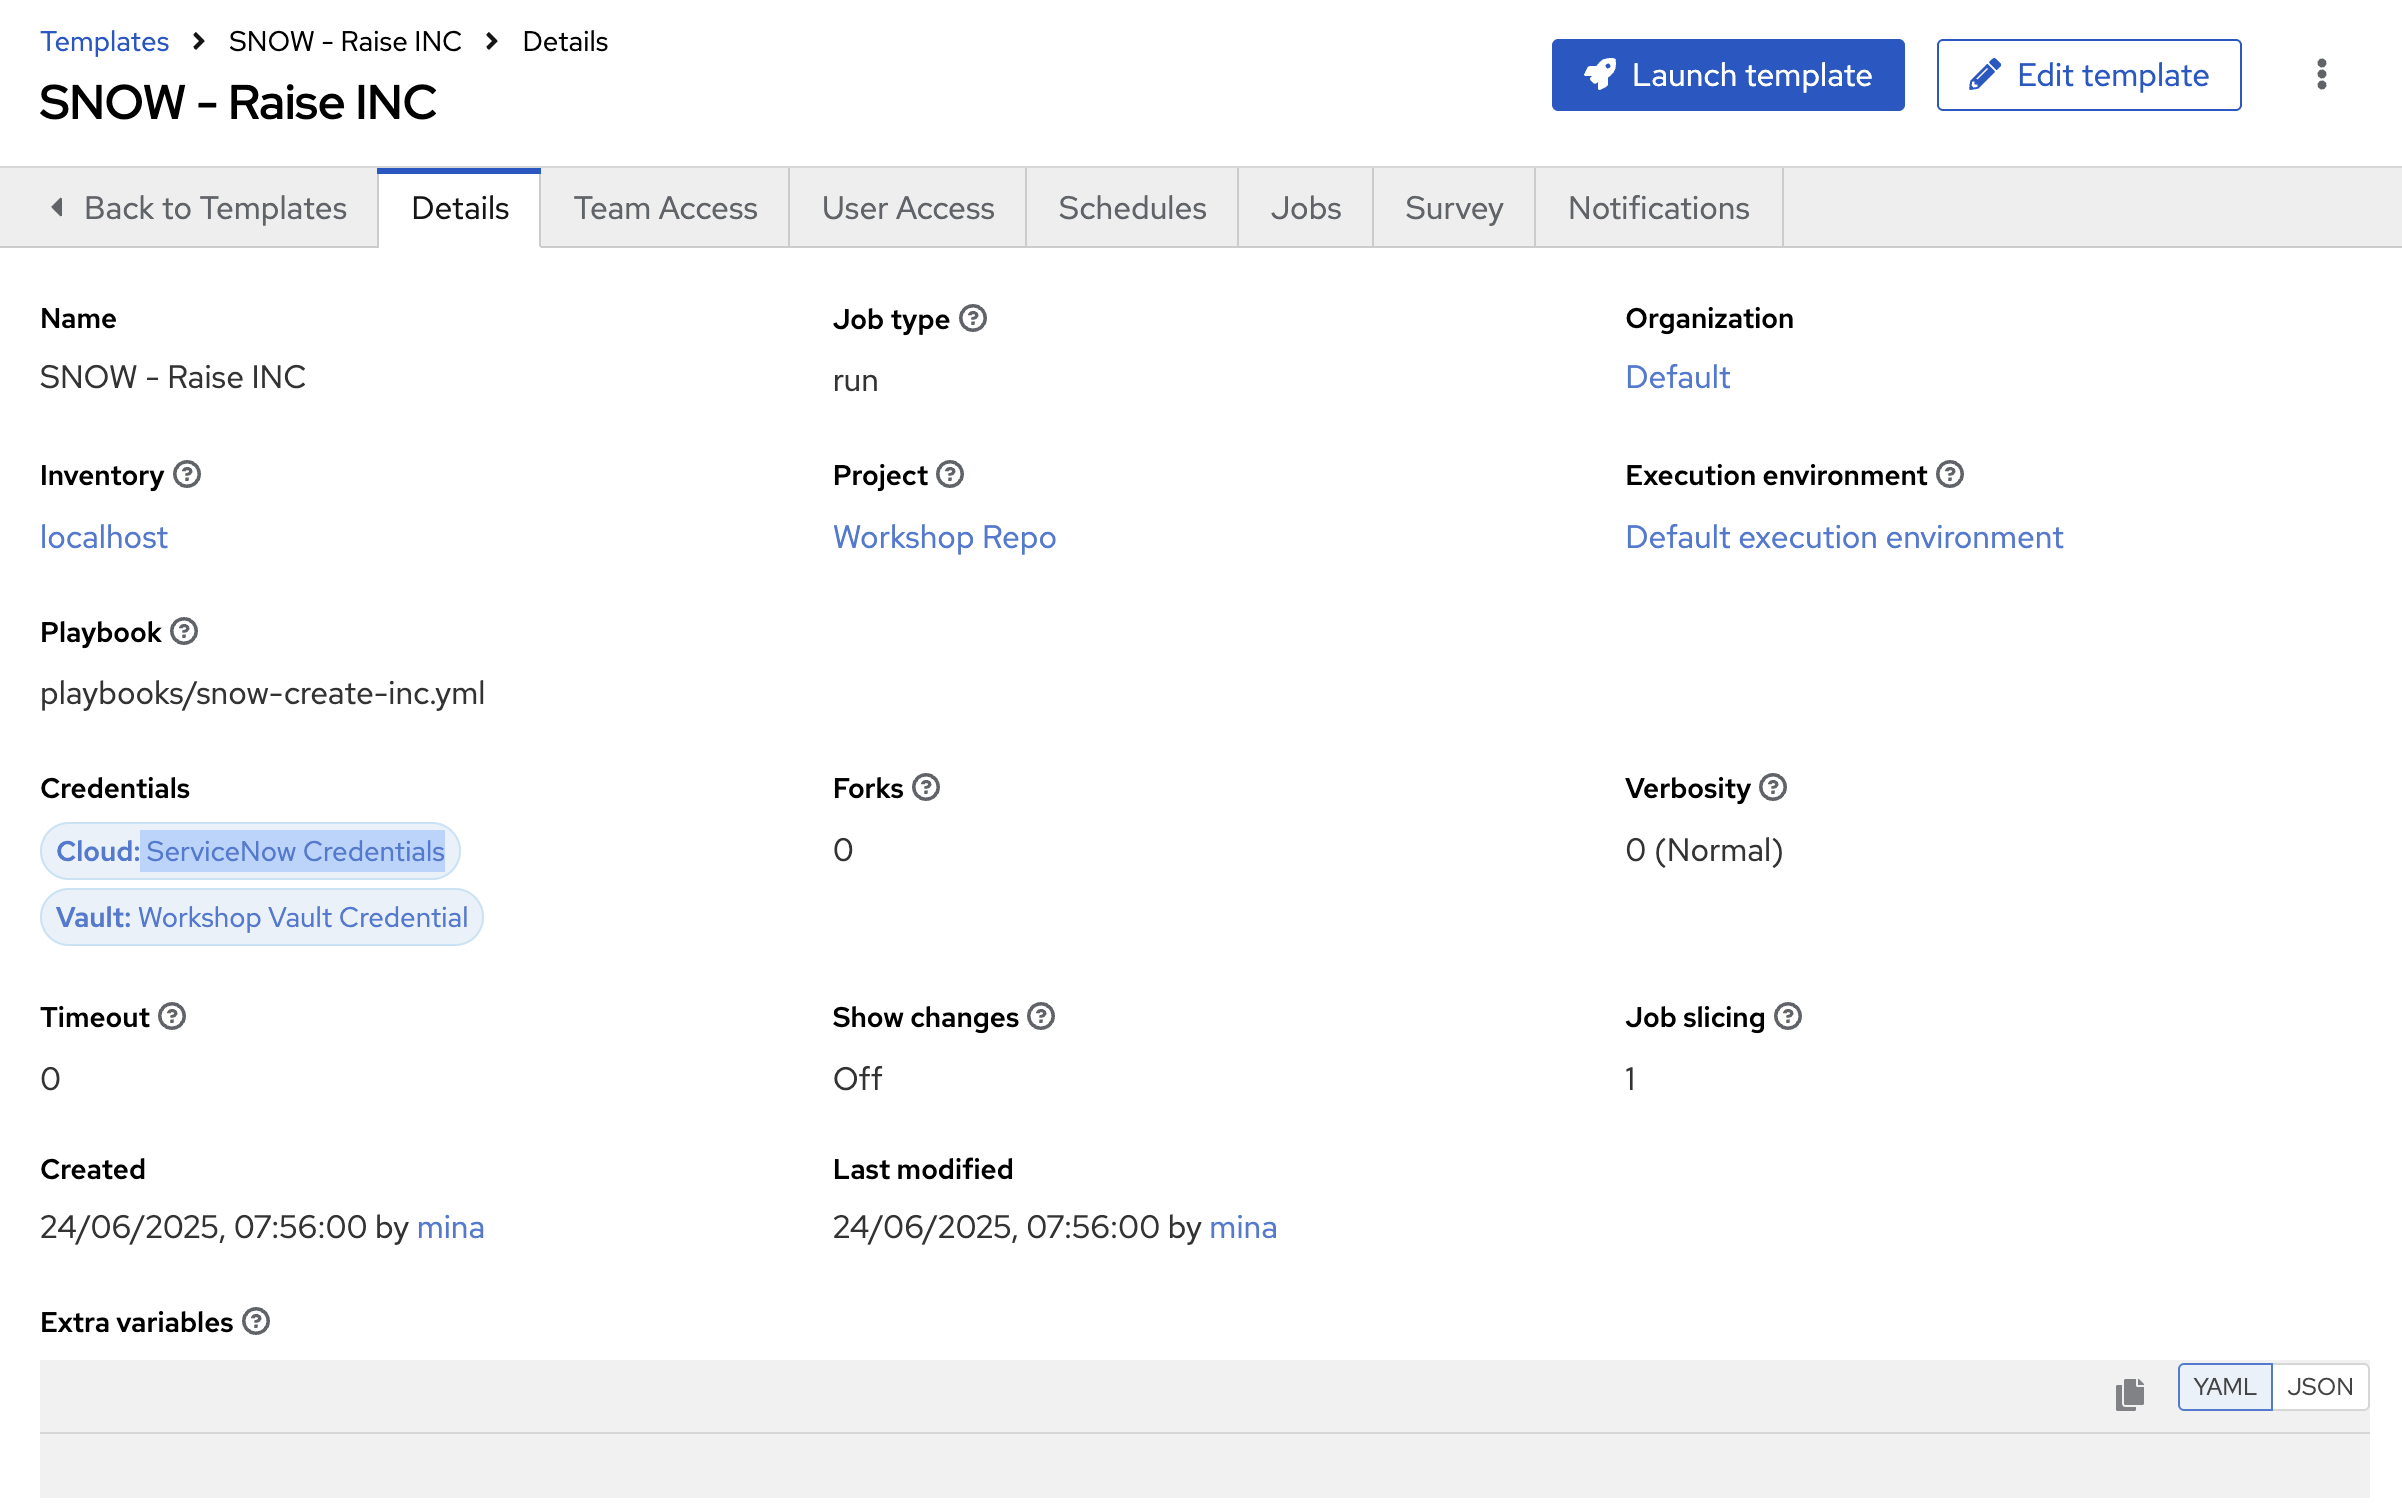 Templates > SNOW - Raise INC > Details
SNOW - Raise INC
Launch template
Edit template
Back to Templates
Details
Team Access
User Access
Schedules
Jobs
Survey
Notifications
Name
SNOW - Raise INC
Job type
run
Organization
Default
Inventory
localhost
Project
Workshop Repo
Execution environment
Default execution environment
Playbook
playbooks/snow-create-inc.yml
Credentials
Cloud: ServiceNow Credentials
Vault: Workshop Vault Credential
Forks
0
Verbosity
0 (Normal)
Timeout
0
Show changes
Off
Job slicing
1
Created
24/06/2025, 07:56:00 by mina
Last modified
24/06/2025, 07:56:00 by mina
Extra variables
YAML
JSON